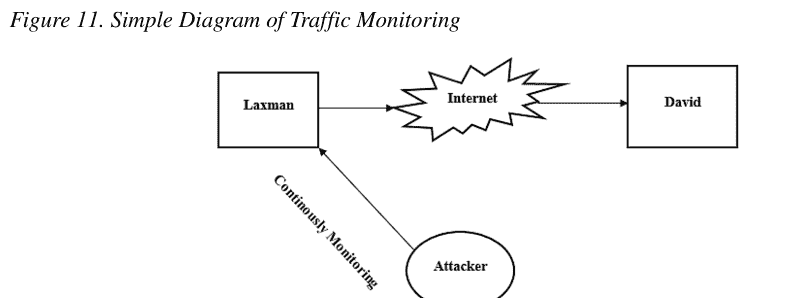 Figure 11. Simple Diagram of Traffic Monitoring
Laxman
Internet
David
Continously Monitoring
Attacker